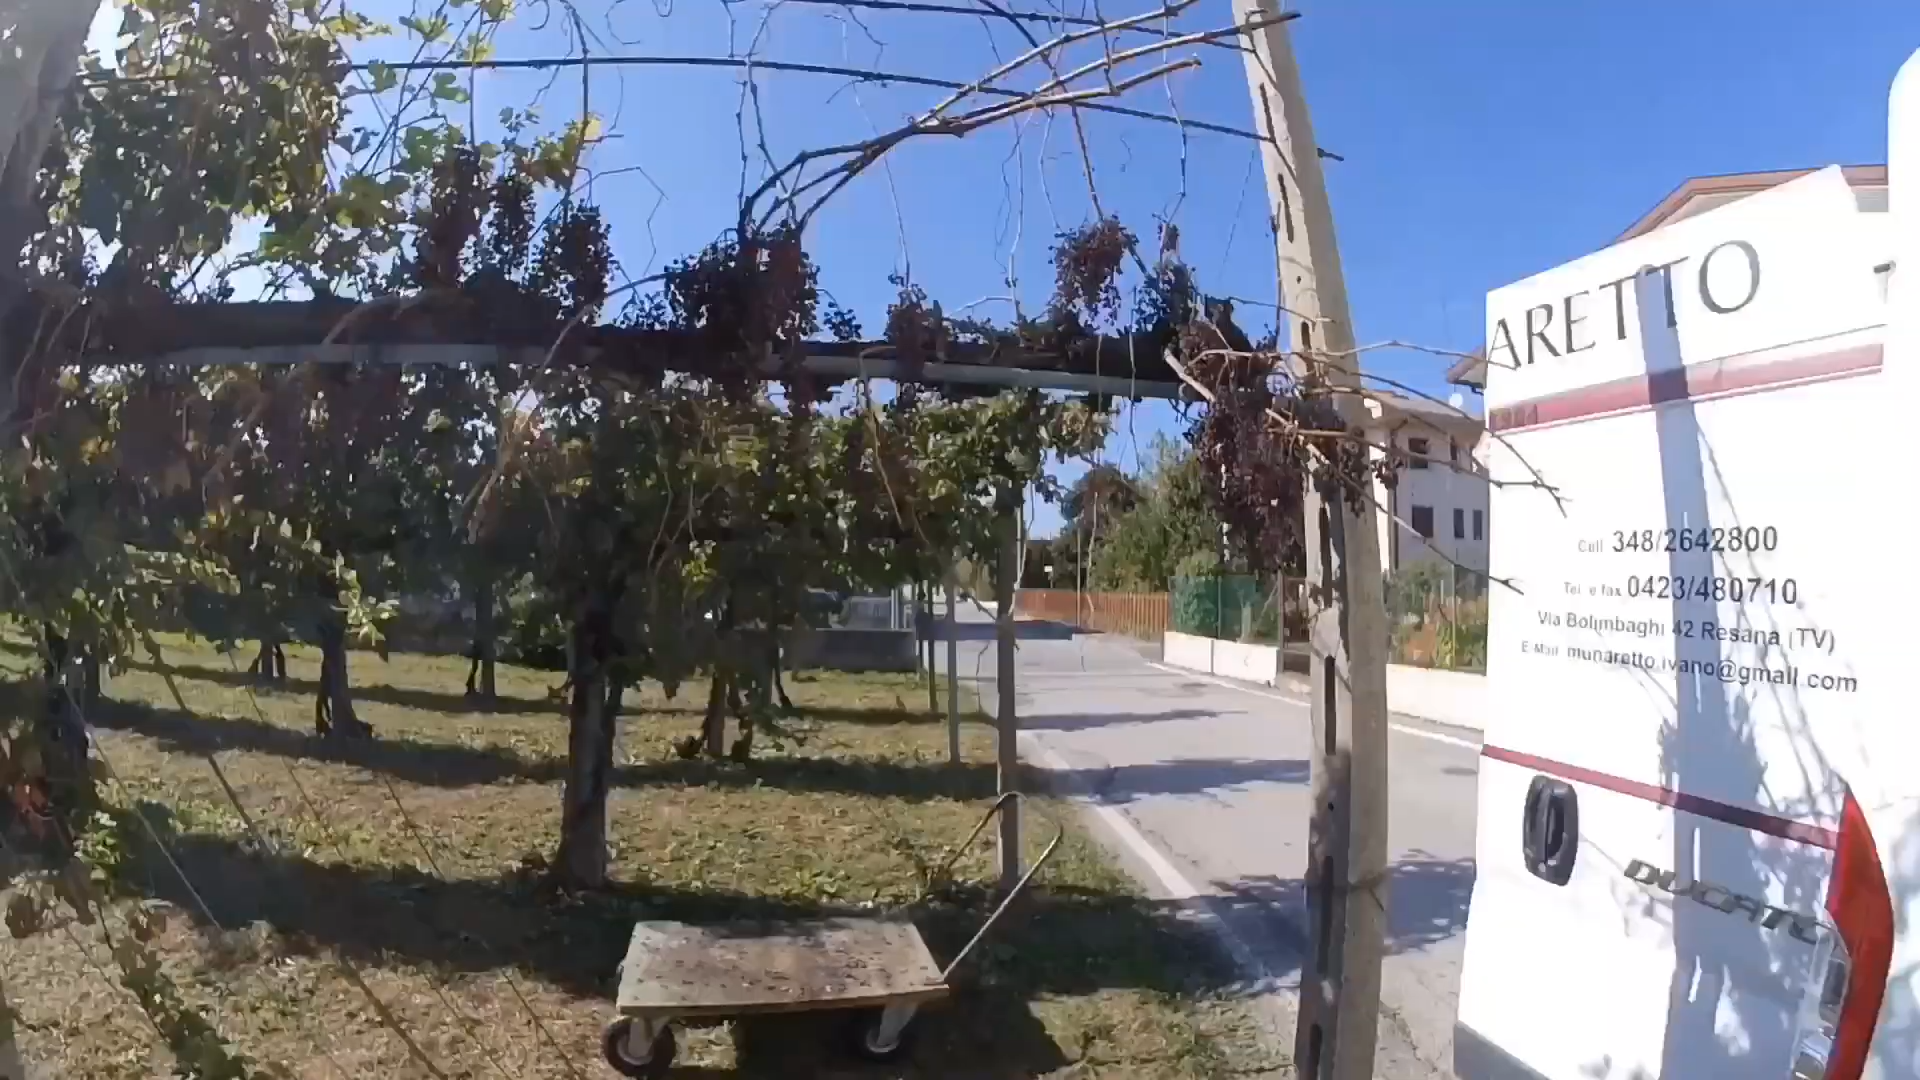 ARETTO
Cell 348/2642800
Tel. e fax 0423/480710
Via Bolimbaghi 42 Resana (TV)
E-Mail munaretto.ivano@gmail.com
DUCATO